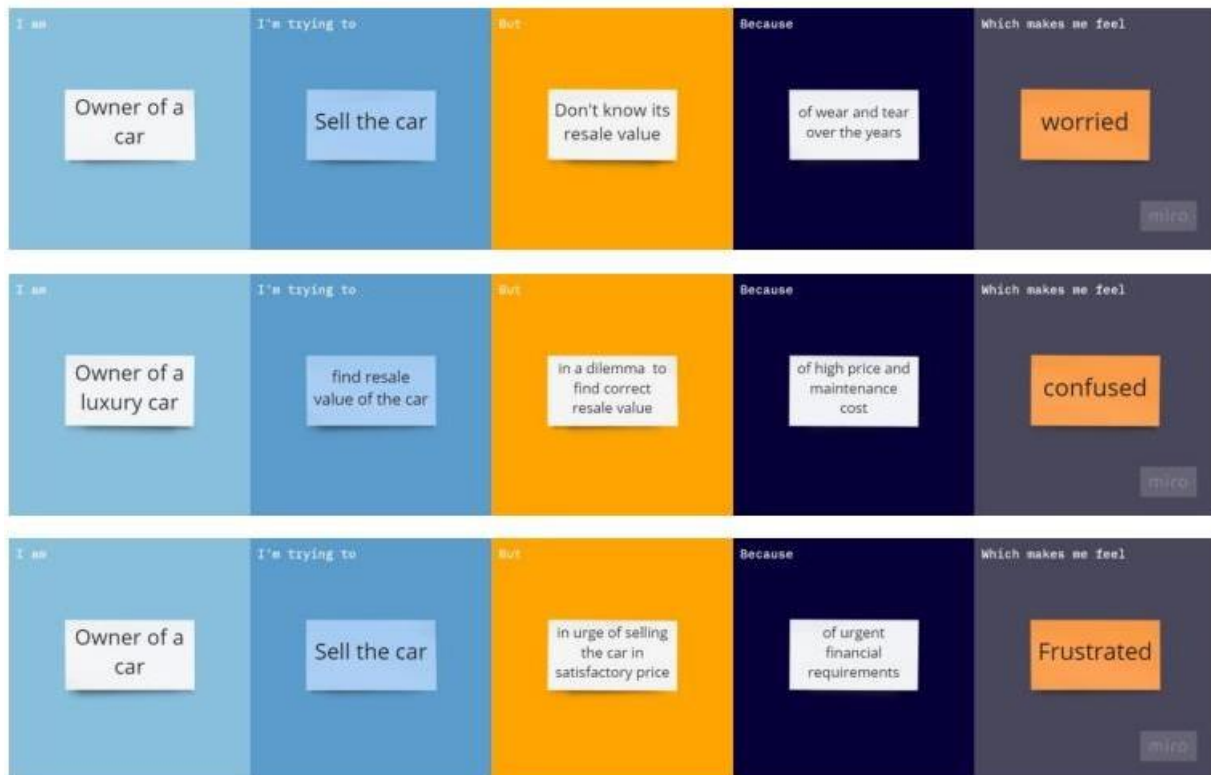 I am
I'm trying to
But
Because
Which makes me feel
Owner of a
car
Sell the car
Don't know its
resale value
of wear and tear
over the years
worried
miro
I am
I'm trying to
But
Because
Which makes me feel
Owner of a
luxury car
find resale
value of the car
in a dilemma to
find correct
resale value
of high price and
maintenance
cost
confused
miro
I am
I'm trying to
But
Because
Which makes me feel
Owner of a
car
Sell the car
in urge of selling
the car in
satisfactory price
of urgent
financial
requirements
Frustrated
miro